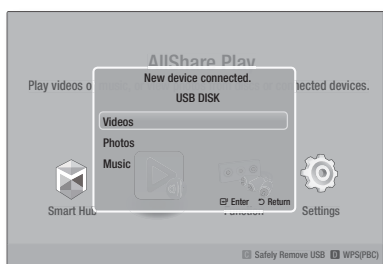 AllShare Play
Play videos o
nected devices.
New device connected.
USB DISK
Videos
Photos
Music
Enter
Return
Smart Hub
Function
Settings
C Safely Remove USB D WPS(PBC)